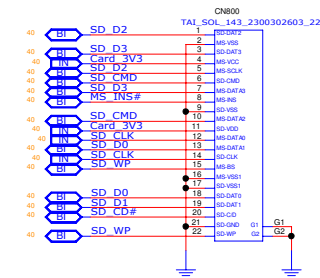 CN800
TAI_SOL_143_2300302603_22
40 BI SD_D2 1 SD-DAT2
2 MS-VSS
40 BI SD_D3 3 SD-DAT3
40 IN Card_3V3 4 MS-VCC
40 BI SD_D2 5 MS-SCLK
40 BI SD_CMD 6 SD-CMD
40 BI SD_D3 7 MS-DATA3
40 BI MS_INS# 8 MS-INS
9 SD-VSS
40 BI SD_CMD 10 MS-DATA2
40 IN Card_3V3 11 SD-VDD
40 IN SD_CLK 12 MS-DATA0
40 BI SD_D0 13 MS-DATA1
40 IN SD_CLK 14 SD-CLK
40 BI SD_WP 15 MS-BS
16 MS-VSS1
17 SD-VSS1
40 BI SD_D0 18 SD-DAT0
40 BI SD_D1 19 SD-DAT1
40 BI SD_CD# 20 SD-C/D
21 SD-GND G1 G1
40 BI SD_WP 22 SD-WP G2 G2